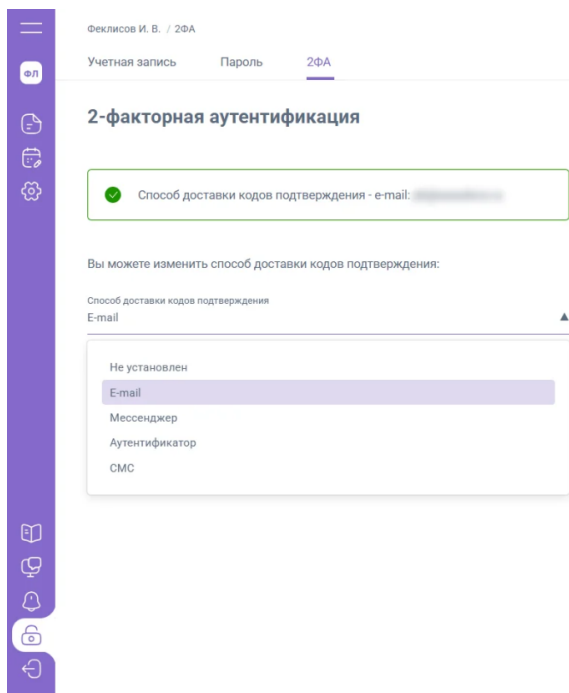 Феклисов И. В. / 2ФА
ФЛ
Учетная запись Пароль 2ФА
2-факторная аутентификация
Способ доставки кодов подтверждения - e-mail:
Вы можете изменить способ доставки кодов подтверждения:
Способ доставки кодов подтверждения
E-mail
Не установлен
E-mail
Мессенджер
Аутентификатор
СМС